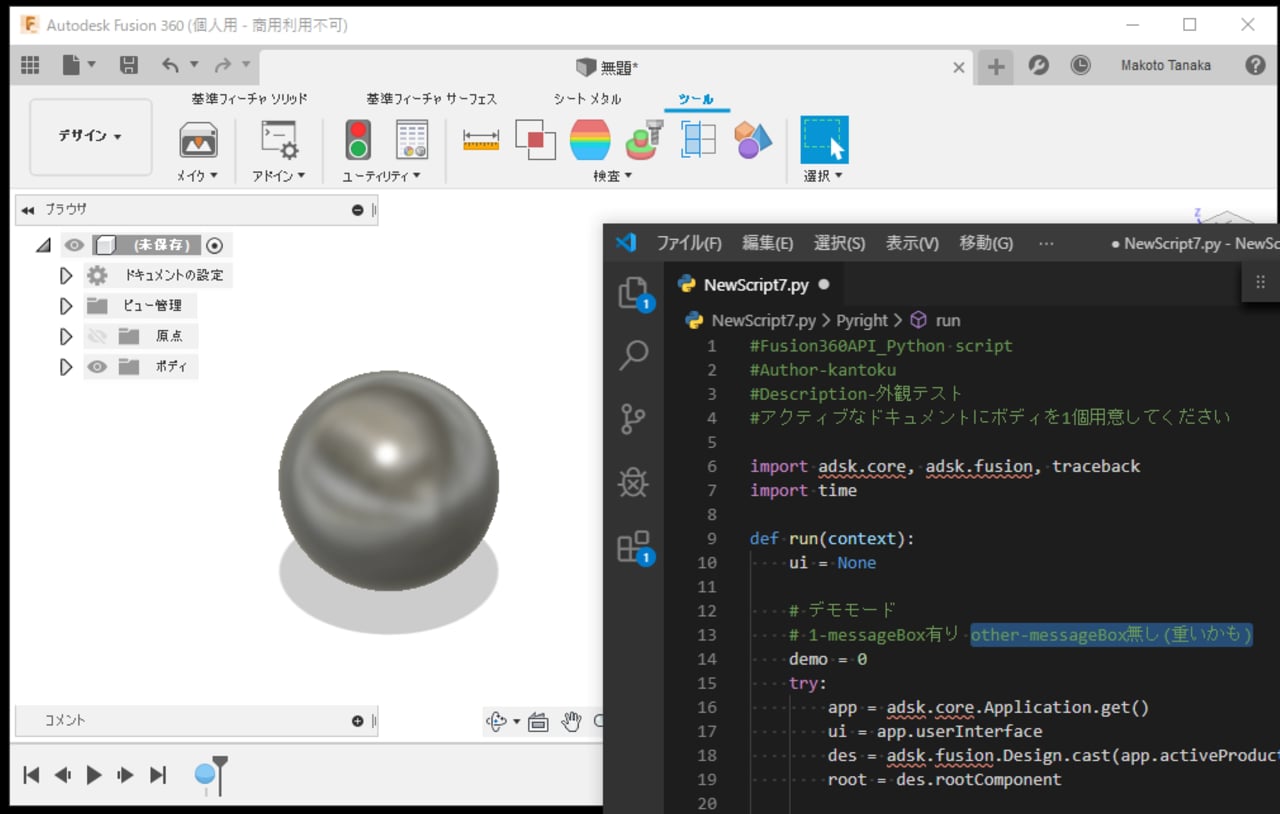 Autodesk Fusion 360 (個人用 - 商用利用不可)
無題*
Makoto Tanaka
基準フィーチャ ソリッド 基準フィーチャ サーフェス シート メタル ツール
デザイン
メイク アドイン ユーティリティ 検査 選択
ブラウザ
(未保存)
ドキュメントの設定
ビュー管理
原点
ボディ
コメント
Z
ファイル(F) 編集(E) 選択(S) 表示(V) 移動(G) … ● NewScript7.py - NewSc
NewScript7.py ●
NewScript7.py > Pyright > run
1
1
1 #Fusion360API_Python script
2 #Author-kantoku
3 #Description-外観テスト
4 #アクティブなドキュメントにボディを1個用意してください
5
6 import adsk.core, adsk.fusion, traceback
7 import time
8
9 def run(context):
10 ui = None
11
12 # デモモード
13 # 1-messageBox有り other-messageBox無し(重いかも)
14 demo = 0
15 try:
16 app = adsk.core.Application.get()
17 ui = app.userInterface
18 des = adsk.fusion.Design.cast(app.activeProduct
19 root = des.rootComponent
20